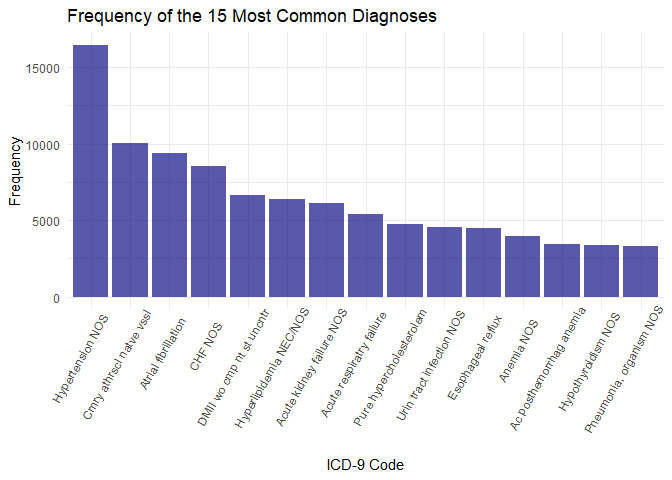 Frequency of the 15 Most Common Diagnoses
Frequency
15000
10000
5000
0
Hypertension NOS
Crnry athrscl natve vssl
Atrial fibrillation
CHF NOS
DMII wo cmp nt st uncntr
Hyperlipidemia NEC/NOS
Acute kidney failure NOS
Acute respiratry failure
Pure hypercholesterolem
Urin tract infection NOS
Esophageal reflux
Anemia NOS
Ac posthemorrhag anemia
Hypothyroidism NOS
Pneumonia, organism NOS
ICD-9 Code